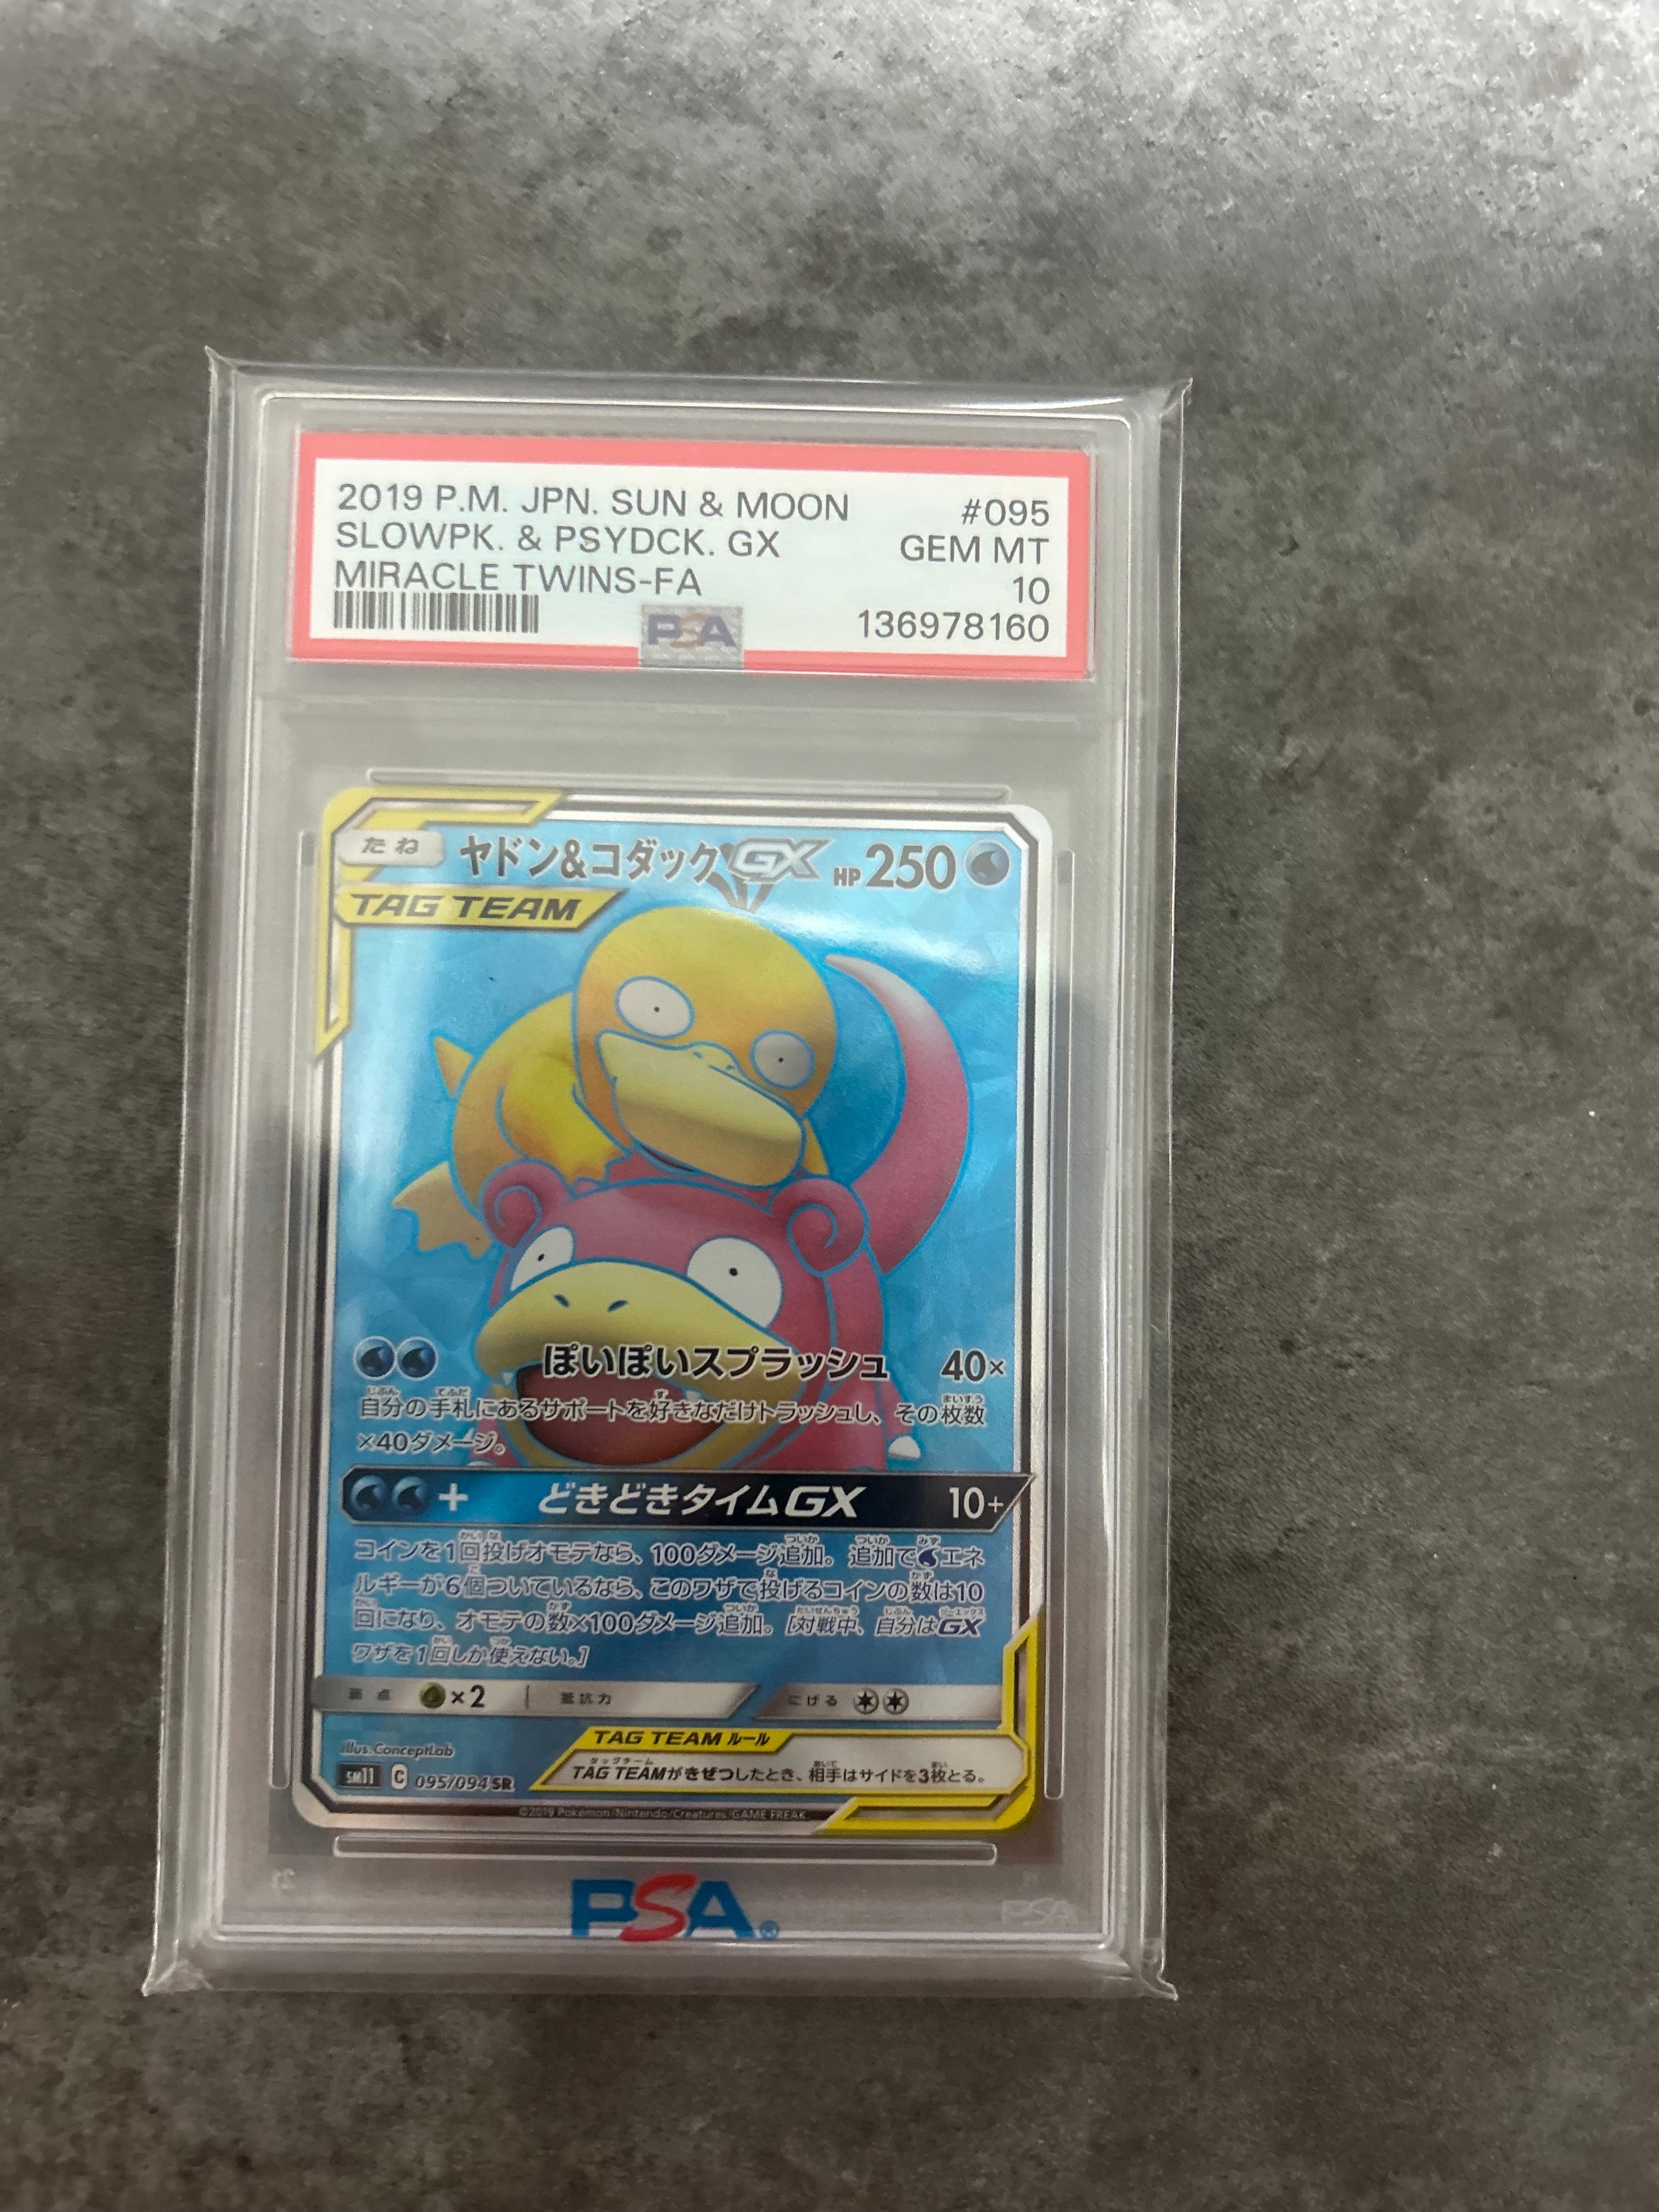 2019 P.M. JPN. SUN & MOON #095
SLOWPK. & PSYDCK. GX GEM MT
MIRACLE TWINS-FA 10
PSA 136978160
たね ヤドン&コダックGX HP250
TAG TEAM
ぽいぽいスプラッシュ 40×
自分の手札にあるサポートを好きなだけトラッシュし、その枚数
×40ダメージ。
+ どきどきタイムGX 10+
コインを1回投げオモテなら、100ダメージ追加。追加でエネ
ルギーが6個ついているなら、このワザで投げるコインの数は10
回になり、オモテの数×100ダメージ追加。[対戦中、自分はGX
ワザを1回しか使えない。]
弱点 ×2 抵抗力 にげる
TAG TEAM ルール
TAG TEAMがきぜつしたとき、相手はサイドを3枚とる。
illus. ConceptLab
SM11 C 095/094 SR
©2019 Pokémon/Nintendo/Creatures/GAME FREAK
PSA®
PSA